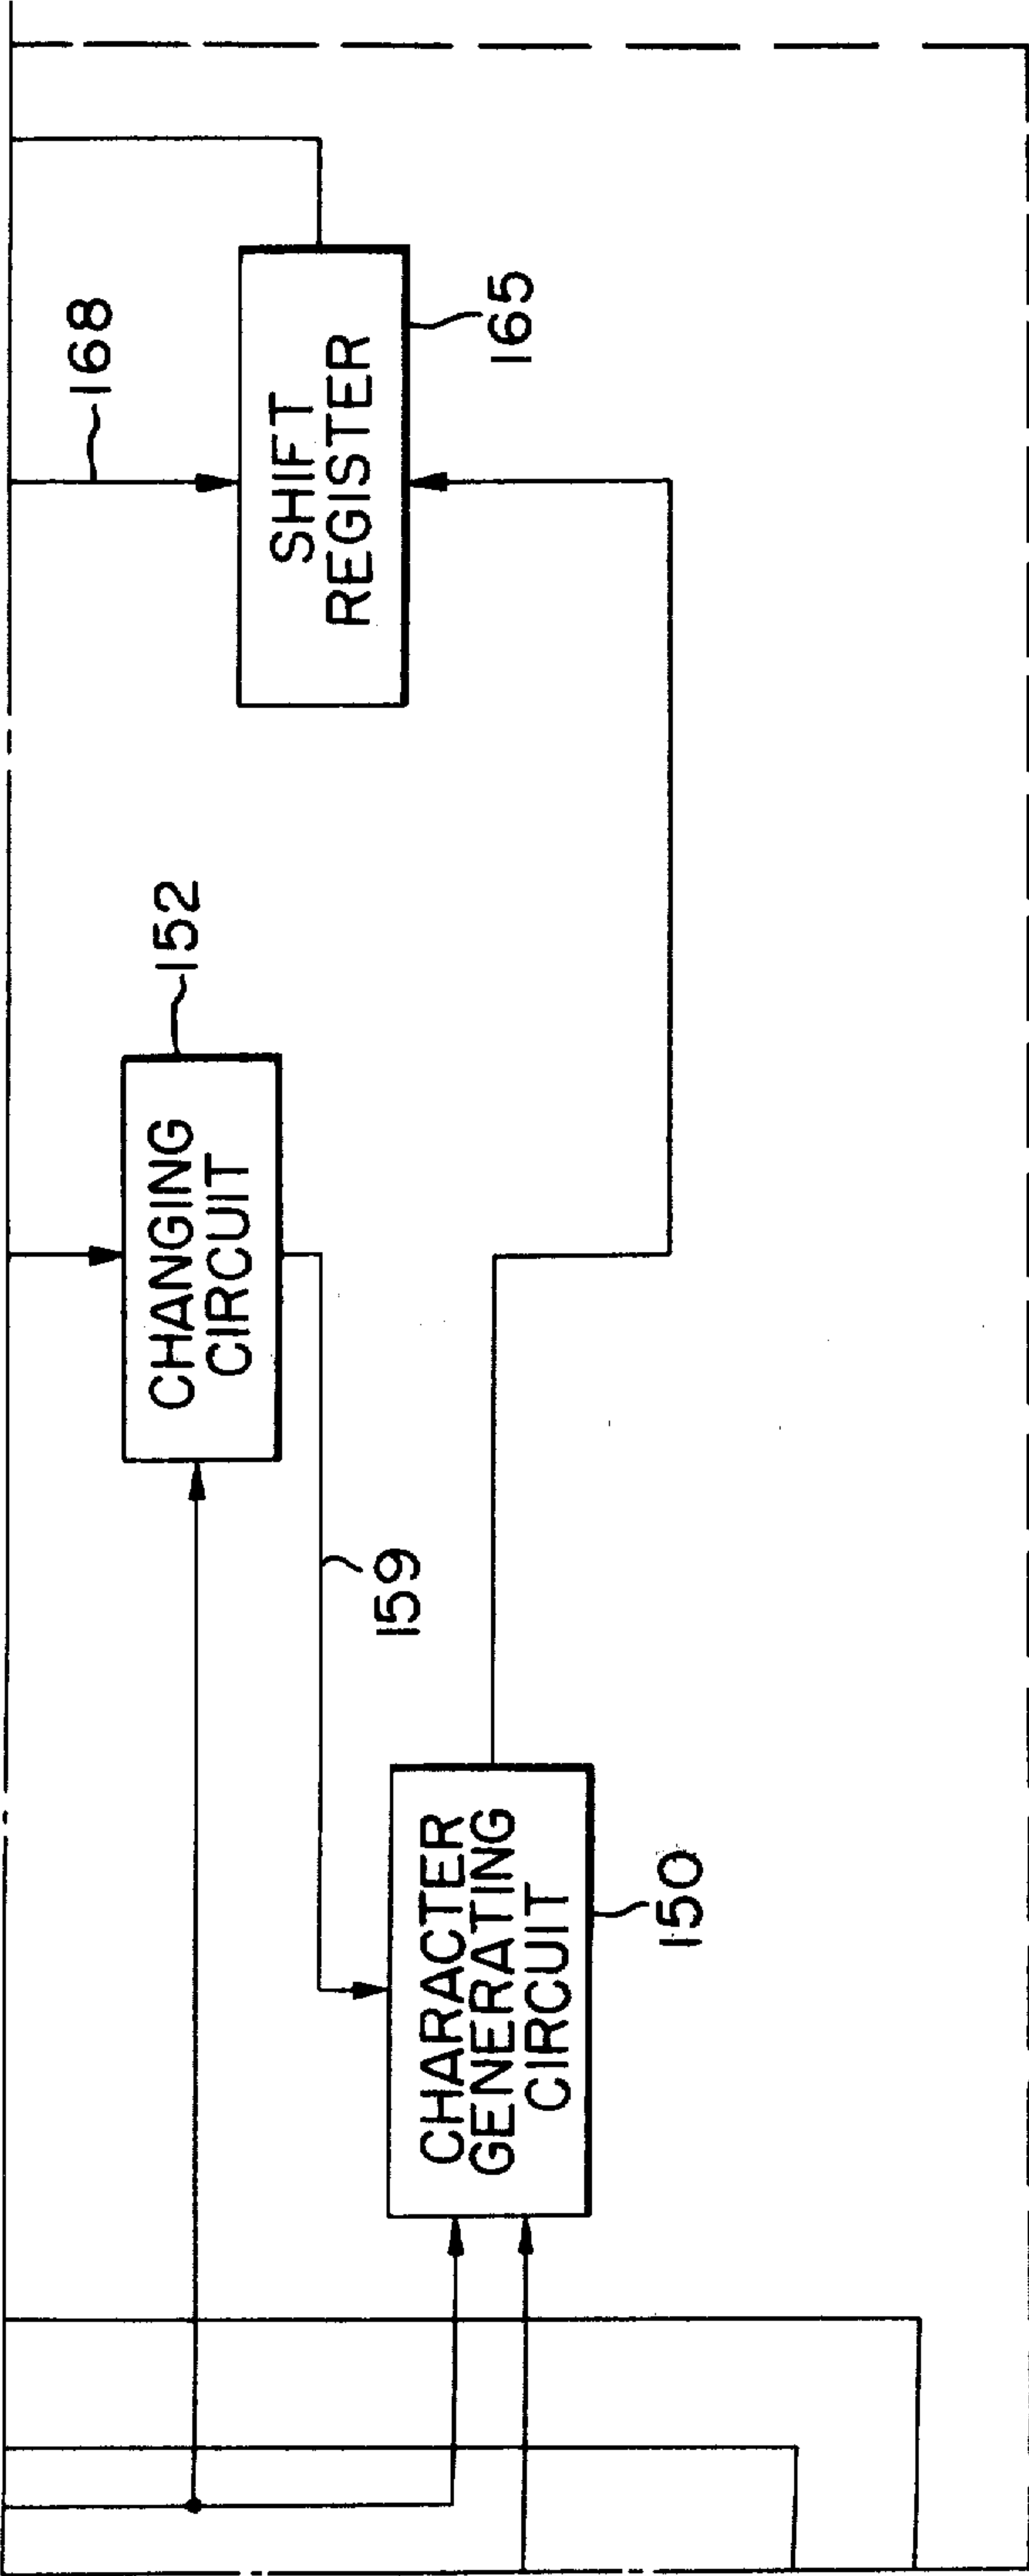 168
SHIFT
REGISTER
165
152
CHANGING
CIRCUIT
159
CHARACTER
GENERATING
CIRCUIT
150